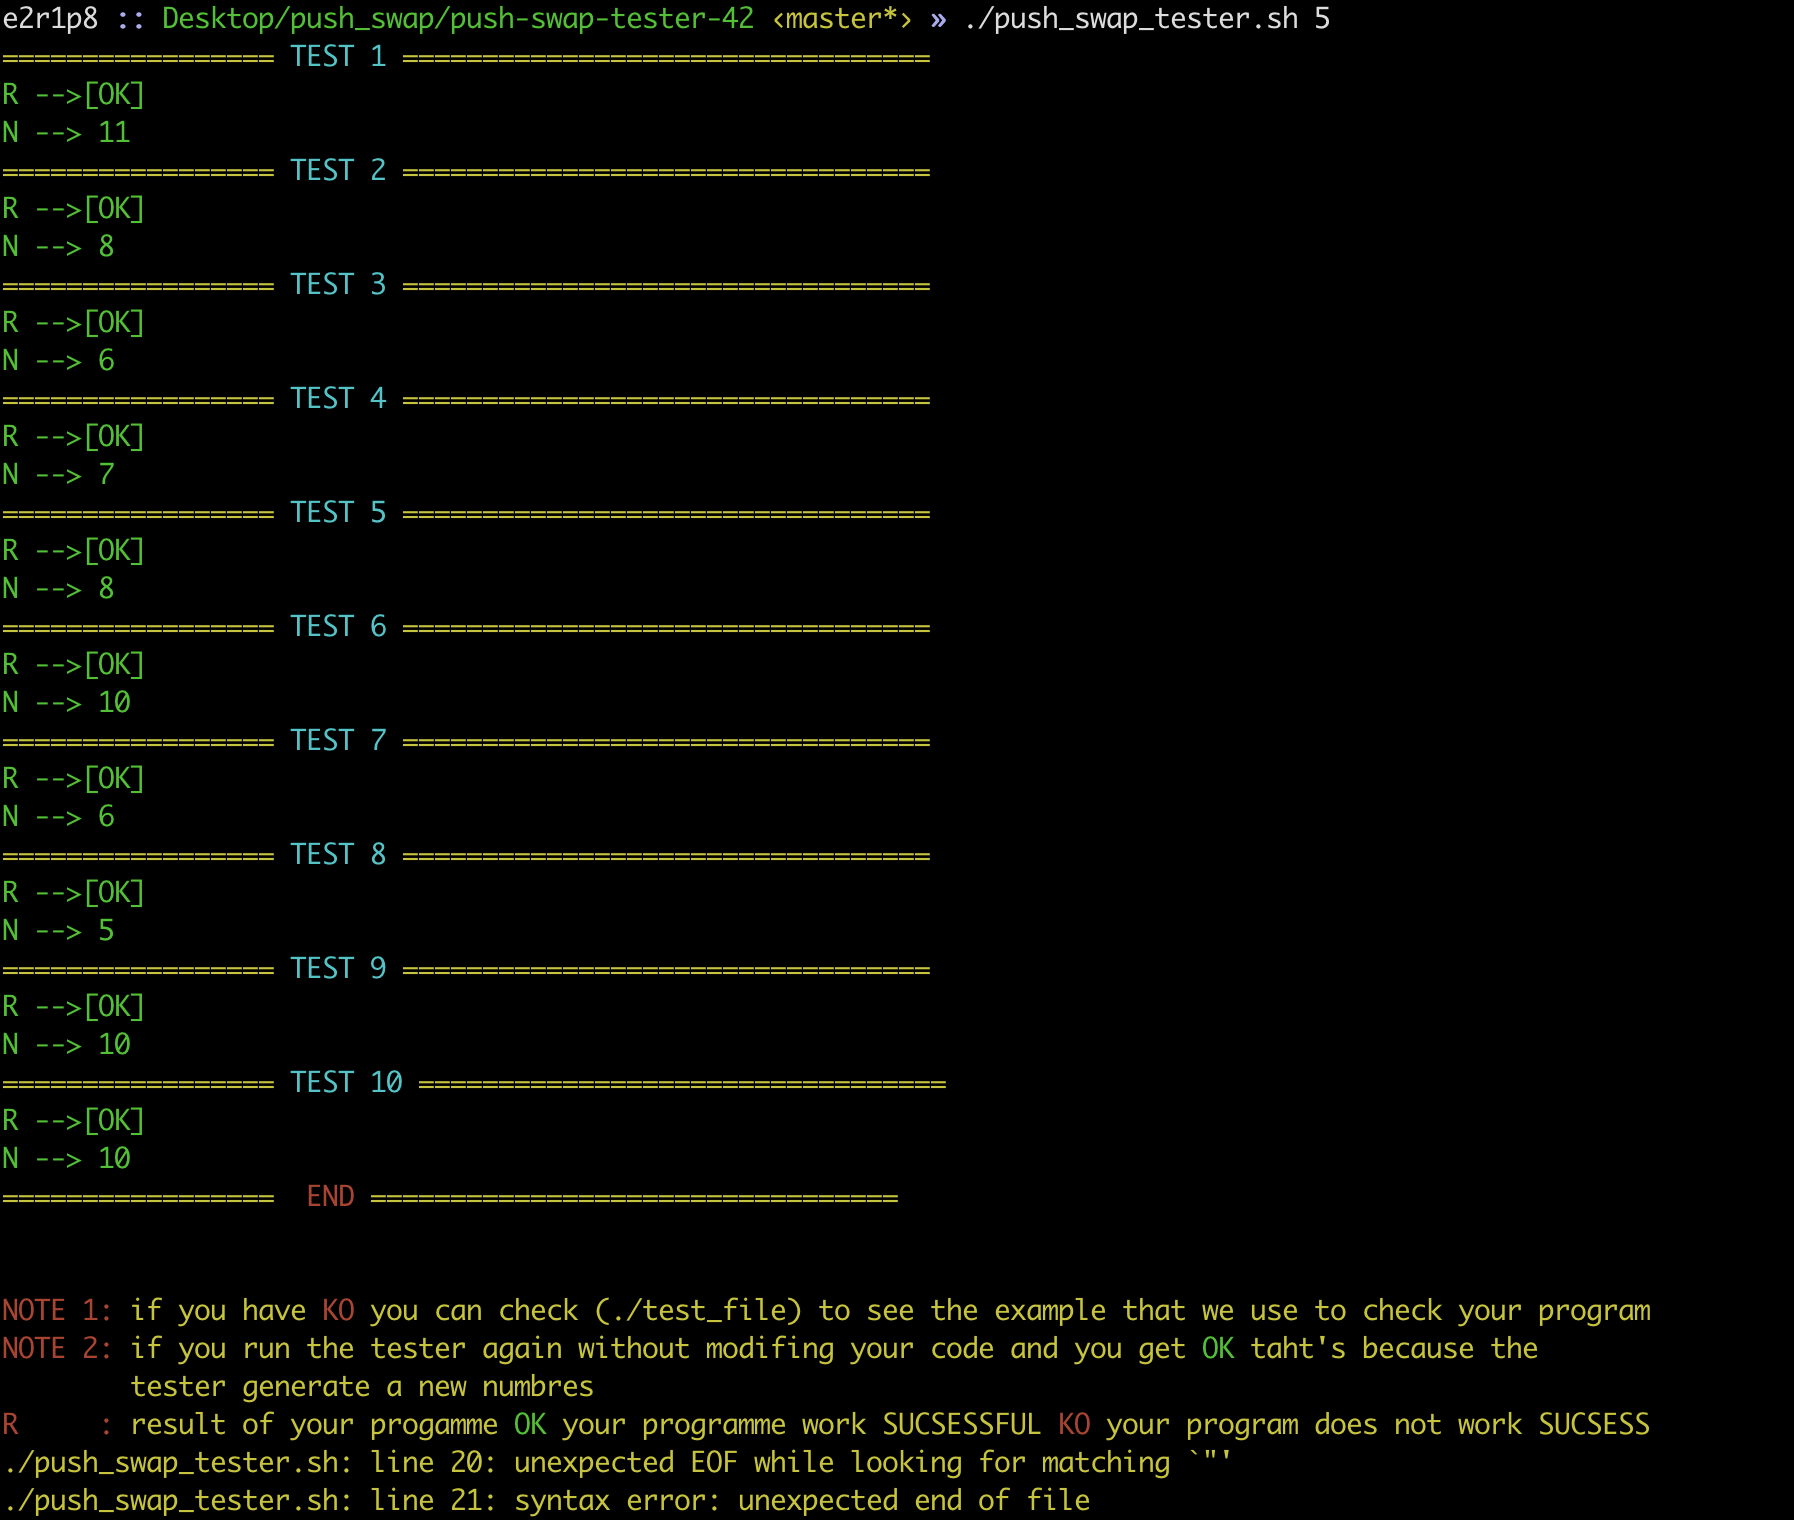 e2r1p8 :: Desktop/push_swap/push-swap-tester-42 ‹master*› » ./push_swap_tester.sh 5
================= TEST 1 =================================
R -->[OK]
N --> 11
================= TEST 2 =================================
R -->[OK]
N --> 8
================= TEST 3 =================================
R -->[OK]
N --> 6
================= TEST 4 =================================
R -->[OK]
N --> 7
================= TEST 5 =================================
R -->[OK]
N --> 8
================= TEST 6 =================================
R -->[OK]
N --> 10
================= TEST 7 =================================
R -->[OK]
N --> 6
================= TEST 8 =================================
R -->[OK]
N --> 5
================= TEST 9 =================================
R -->[OK]
N --> 10
================= TEST 10 =================================
R -->[OK]
N --> 10
=================  END =================================
NOTE 1: if you have KO you can check (./test_file) to see the example that we use to check your program
NOTE 2: if you run the tester again without modifing your code and you get OK taht's because the
        tester generate a new numbres
R     : result of your progamme OK your programme work SUCSESSFUL KO your program does not work SUCSESS
./push_swap_tester.sh: line 20: unexpected EOF while looking for matching `"'
./push_swap_tester.sh: line 21: syntax error: unexpected end of file